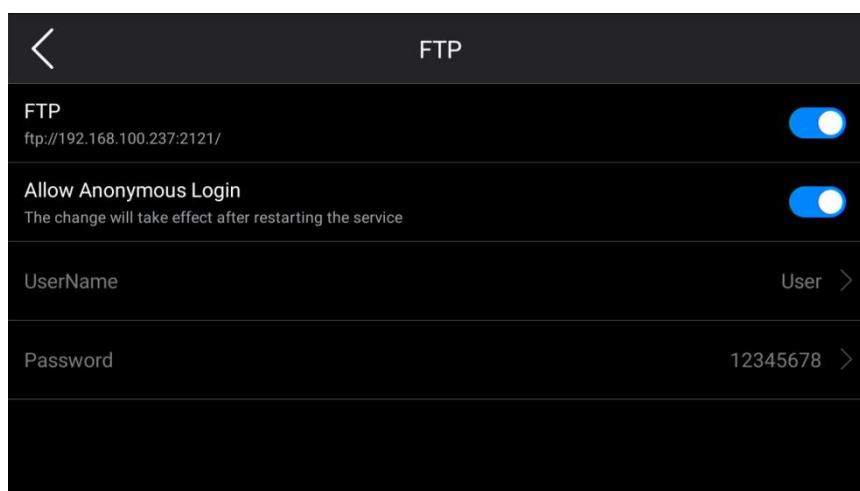 FTP
FTP
ftp://192.168.100.237:2121/
Allow Anonymous Login
The change will take effect after restarting the service
UserName User
Password 12345678